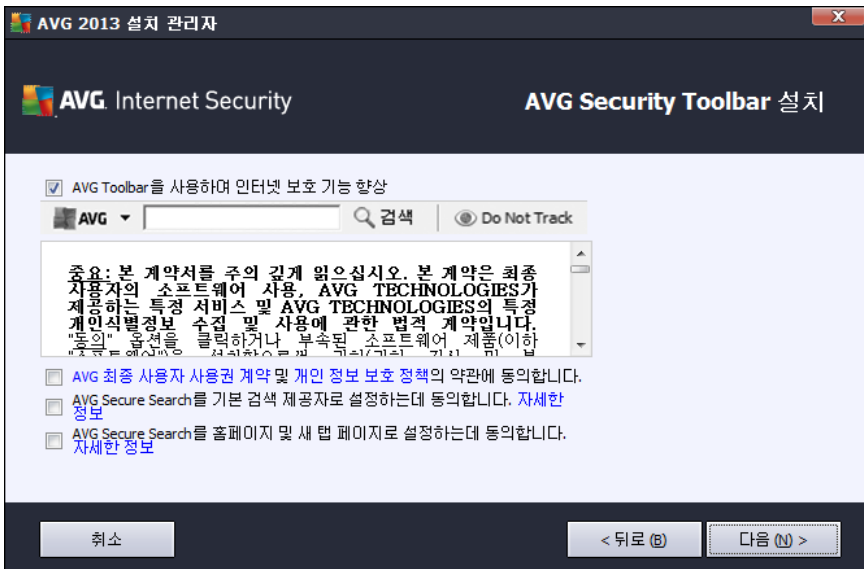 AVG 2013 설치 관리자
X
AVG. Internet Security
AVG Security Toolbar 설치
AVG Toolbar을 사용하여 인터넷 보호 기능 향상
AVG
검색
Do Not Track
중요: 본 계약서를 주의 깊게 읽으십시오. 본 계약은 최종
사용자의 소프트웨어 사용, AVG TECHNOLOGIES가
제공하는 특정 서비스 및 AVG TECHNOLOGIES의 특정
개인식별정보 수집 및 사용에 관한 법적 계약입니다.
"동의" 옵션을 클릭하거나 부속된 소프트웨어 제품(이하
AVG 최종 사용자 사용권 계약 및 개인 정보 보호 정책의 약관에 동의합니다.
AVG Secure Search를 기본 검색 제공자로 설정하는데 동의합니다. 자세한
정보
AVG Secure Search를 홈페이지 및 새 탭 페이지로 설정하는데 동의합니다.
자세한 정보
취소
< 뒤로 (B)
다음 (N) >